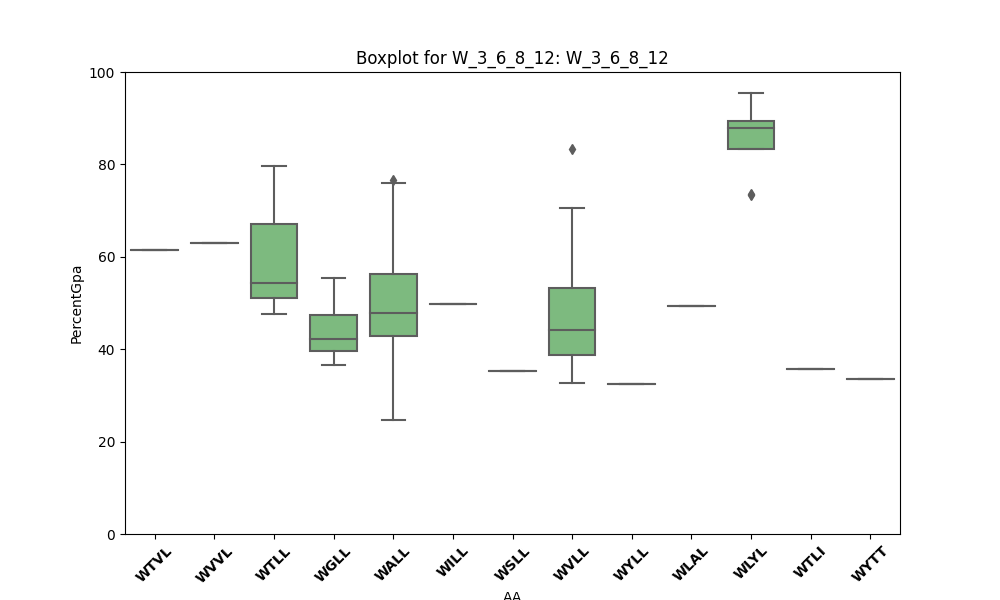 Boxplot for W_3_6_8_12: W_3_6_8_12
100
80
60
40
20
0
PercentGpa
WTVL WVVL WTLL WGLL WALL WILL WSLL WVLL WYLL WLAL WLYL WTLI WYTT
AA